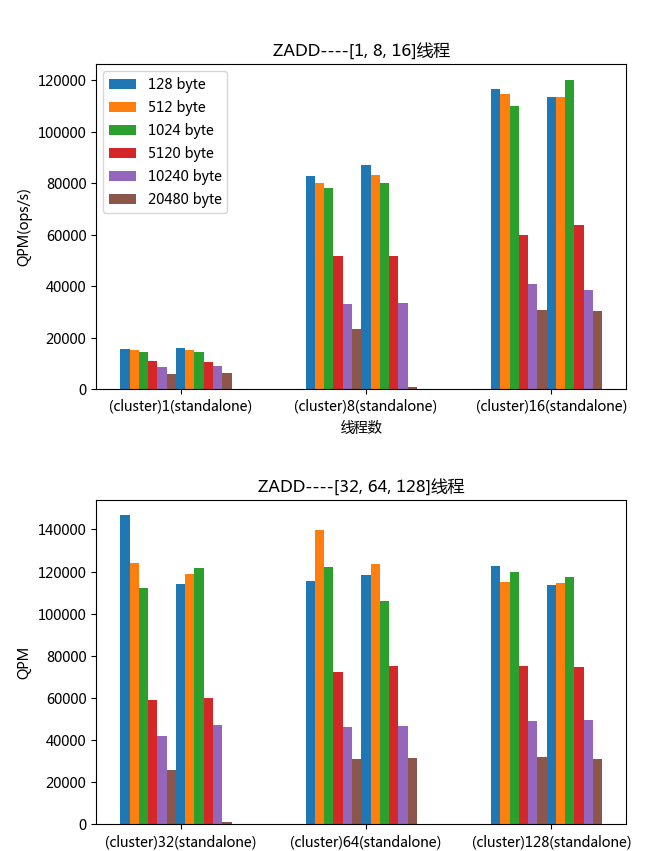 ZADD----[1, 8, 16]线程
QPM(ops/s)
120000
100000
80000
60000
40000
20000
0
128 byte
512 byte
1024 byte
5120 byte
10240 byte
20480 byte
(cluster)1(standalone)
(cluster)8(standalone)
(cluster)16(standalone)
线程数
ZADD----[32, 64, 128]线程
QPM
140000
120000
100000
80000
60000
40000
20000
0
(cluster)32(standalone)
(cluster)64(standalone)
(cluster)128(standalone)